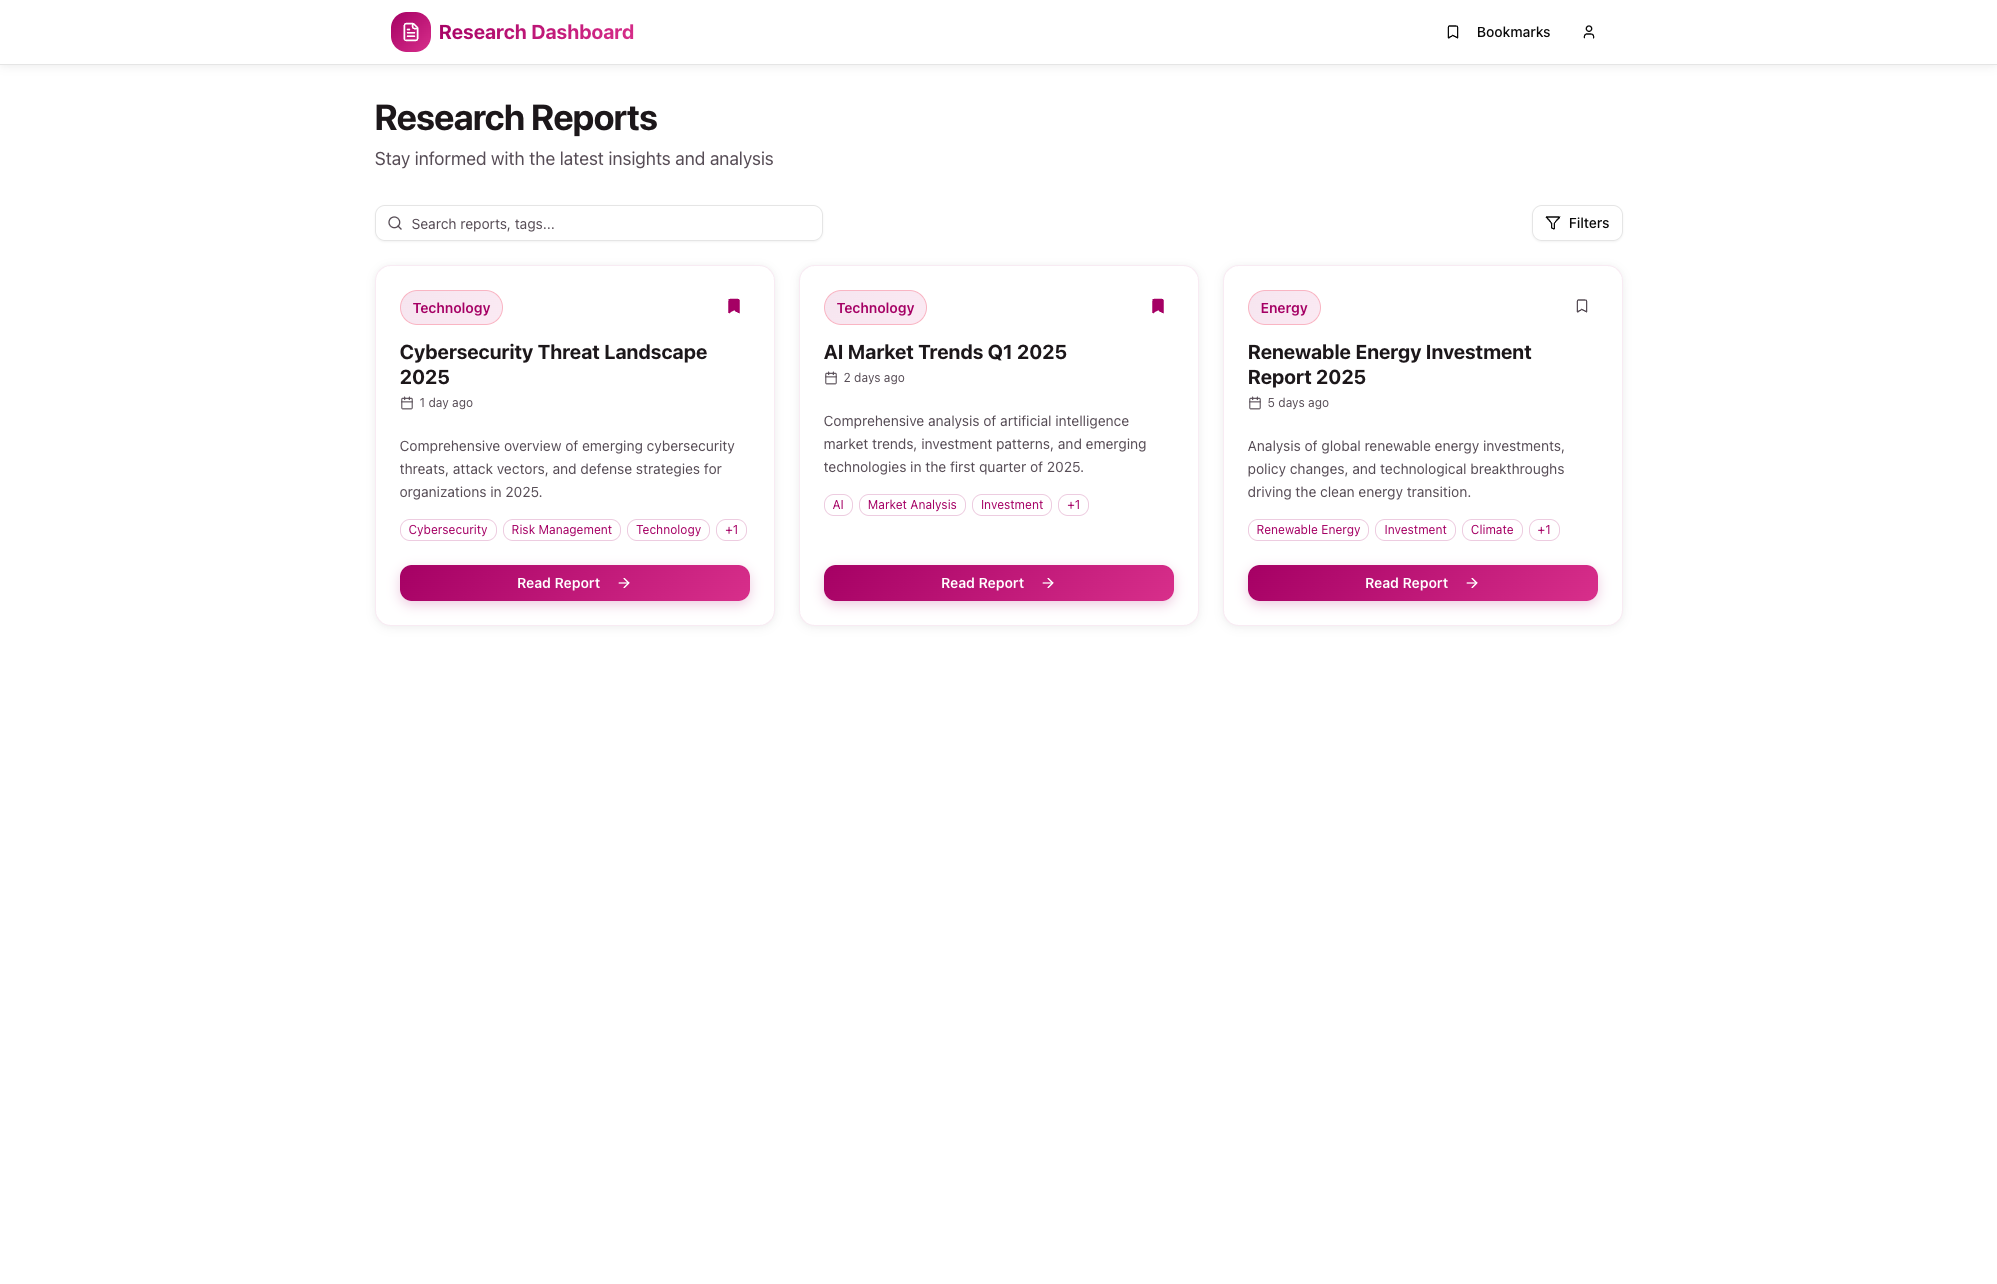 Research Dashboard
Bookmarks
Research Reports
Stay informed with the latest insights and analysis
Search reports, tags...
Filters
Technology
Cybersecurity Threat Landscape
2025
1 day ago
Comprehensive overview of emerging cybersecurity
threats, attack vectors, and defense strategies for
organizations in 2025.
Cybersecurity Risk Management Technology +1
Read Report
Technology
AI Market Trends Q1 2025
2 days ago
Comprehensive analysis of artificial intelligence
market trends, investment patterns, and emerging
technologies in the first quarter of 2025.
AI Market Analysis Investment +1
Read Report
Energy
Renewable Energy Investment
Report 2025
5 days ago
Analysis of global renewable energy investments,
policy changes, and technological breakthroughs
driving the clean energy transition.
Renewable Energy Investment Climate +1
Read Report